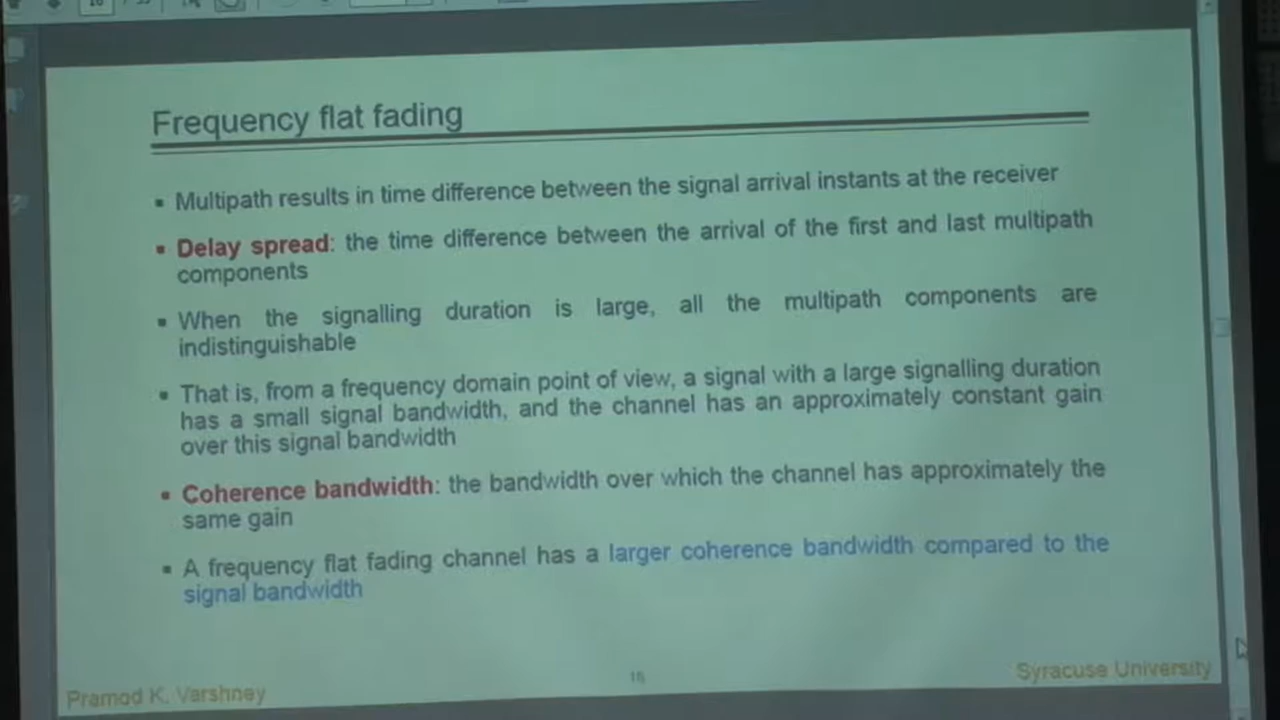 Frequency flat fading
▪ Multipath results in time difference between the signal arrival instants at the receiver
▪ Delay spread: the time difference between the arrival of the first and last multipath
components
▪ When the signalling duration is large, all the multipath components are
indistinguishable
▪ That is, from a frequency domain point of view, a signal with a large signalling duration
has a small signal bandwidth, and the channel has an approximately constant gain
over this signal bandwidth
▪ Coherence bandwidth: the bandwidth over which the channel has approximately the
same gain
▪ A frequency flat fading channel has a larger coherence bandwidth compared to the
signal bandwidth
Pramod K. Varshney
16
Syracuse University